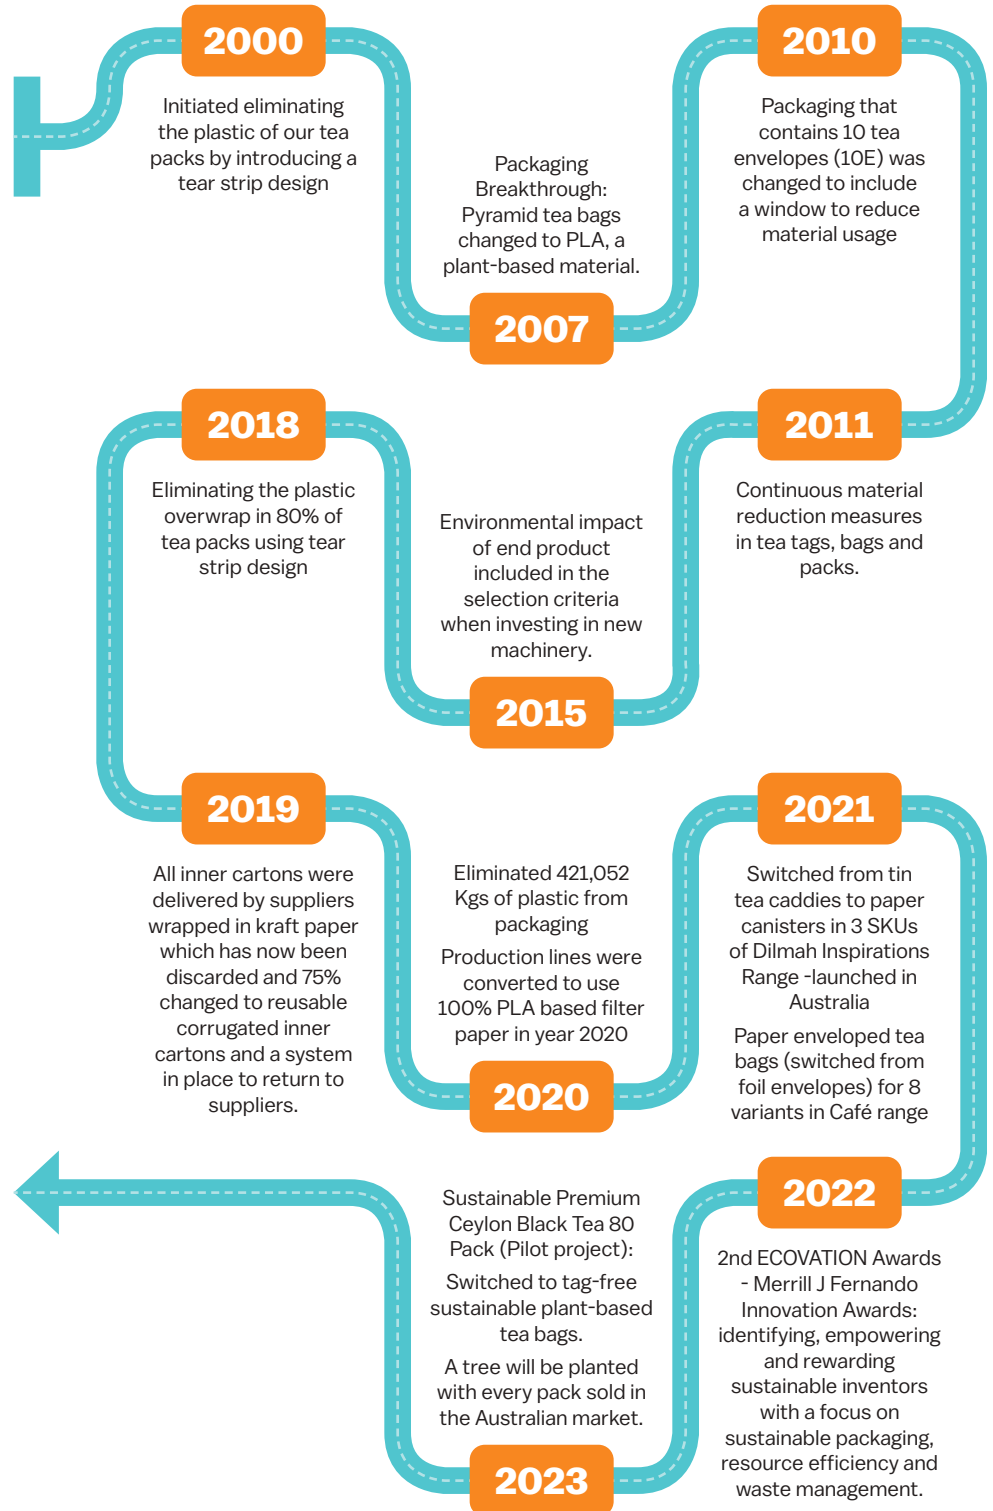 2000
Initiated eliminating
the plastic of our tea
packs by introducing a
tear strip design
Packaging
Breakthrough:
Pyramid tea bags
changed to PLA, a
plant-based material.
2007
2010
Packaging that
contains 10 tea
envelopes (10E) was
changed to include
a window to reduce
material usage
2011
Continuous material
reduction measures
in tea tags, bags and
packs.
Environmental impact
of end product
included in the
selection criteria
when investing in new
machinery.
2015
2018
Eliminating the plastic
overwrap in 80% of
tea packs using tear
strip design
2019
All inner cartons were
delivered by suppliers
wrapped in kraft paper
which has now been
discarded and 75%
changed to reusable
corrugated inner
cartons and a system
in place to return to
suppliers.
Eliminated 421,052
Kgs of plastic from
packaging
Production lines were
converted to use
100% PLA based filter
paper in year 2020
2020
2021
Switched from tin
tea caddies to paper
canisters in 3 SKUs
of Dilmah Inspirations
Range -launched in
Australia
Paper enveloped tea
bags (switched from
foil envelopes) for 8
variants in Café range
2022
2nd ECOVATION Awards
- Merrill J Fernando
Innovation Awards:
identifying, empowering
and rewarding
sustainable inventors
with a focus on
sustainable packaging,
resource efficiency and
waste management.
Sustainable Premium
Ceylon Black Tea 80
Pack (Pilot project):
Switched to tag-free
sustainable plant-based
tea bags.
A tree will be planted
with every pack sold in
the Australian market.
2023